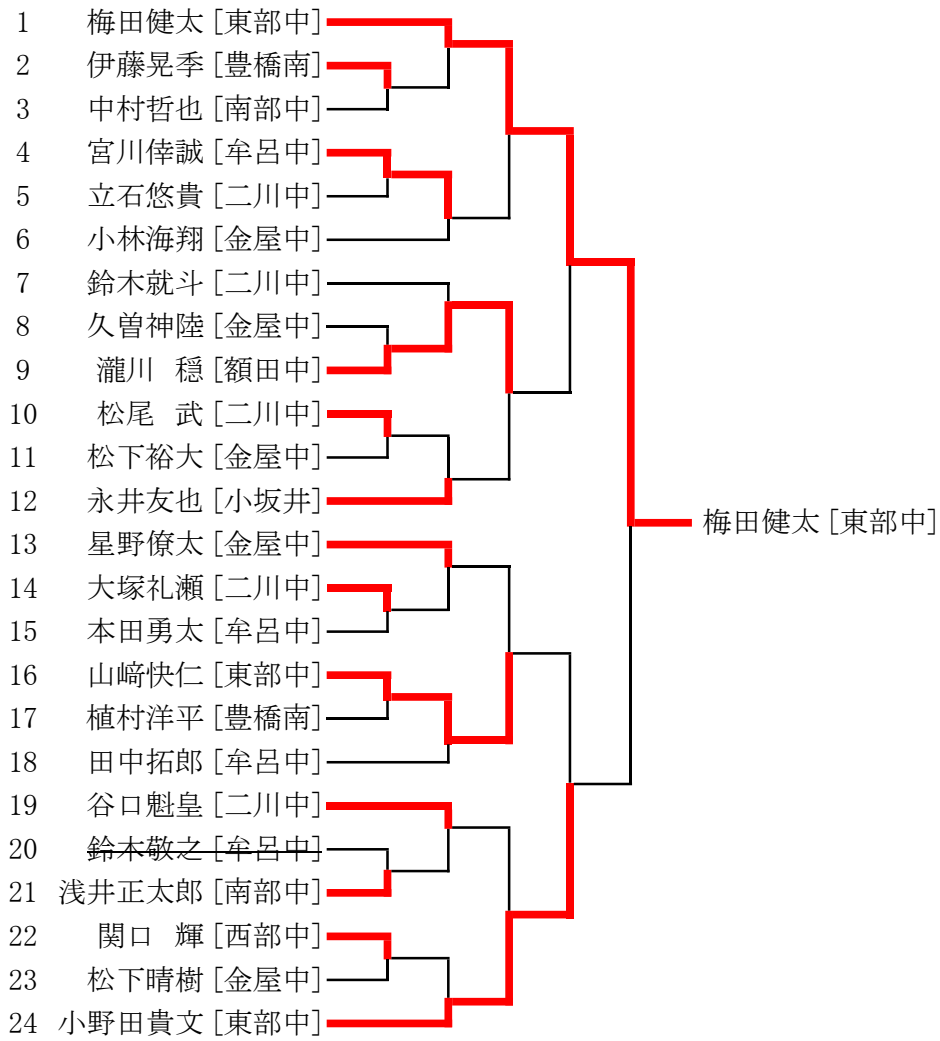 1 梅田健太 [東部中]
2 伊藤晃季 [豊橋南]
3 中村哲也 [南部中]
4 宮川倖誠 [牟呂中]
5 立石悠貴 [二川中]
6 小林海翔 [金屋中]
7 鈴木就斗 [二川中]
8 久曽神陸 [金屋中]
9 瀧川 穏 [額田中]
10 松尾 武 [二川中]
11 松下裕大 [金屋中]
12 永井友也 [小坂井]
梅田健太 [東部中]
13 星野僚太 [金屋中]
14 大塚礼瀬 [二川中]
15 本田勇太 [牟呂中]
16 山﨑快仁 [東部中]
17 植村洋平 [豊橋南]
18 田中拓郎 [牟呂中]
19 谷口魁皇 [二川中]
20 鈴木敬之 [牟呂中]
21 浅井正太郎 [南部中]
22 関口 輝 [西部中]
23 松下晴樹 [金屋中]
24 小野田貴文 [東部中]